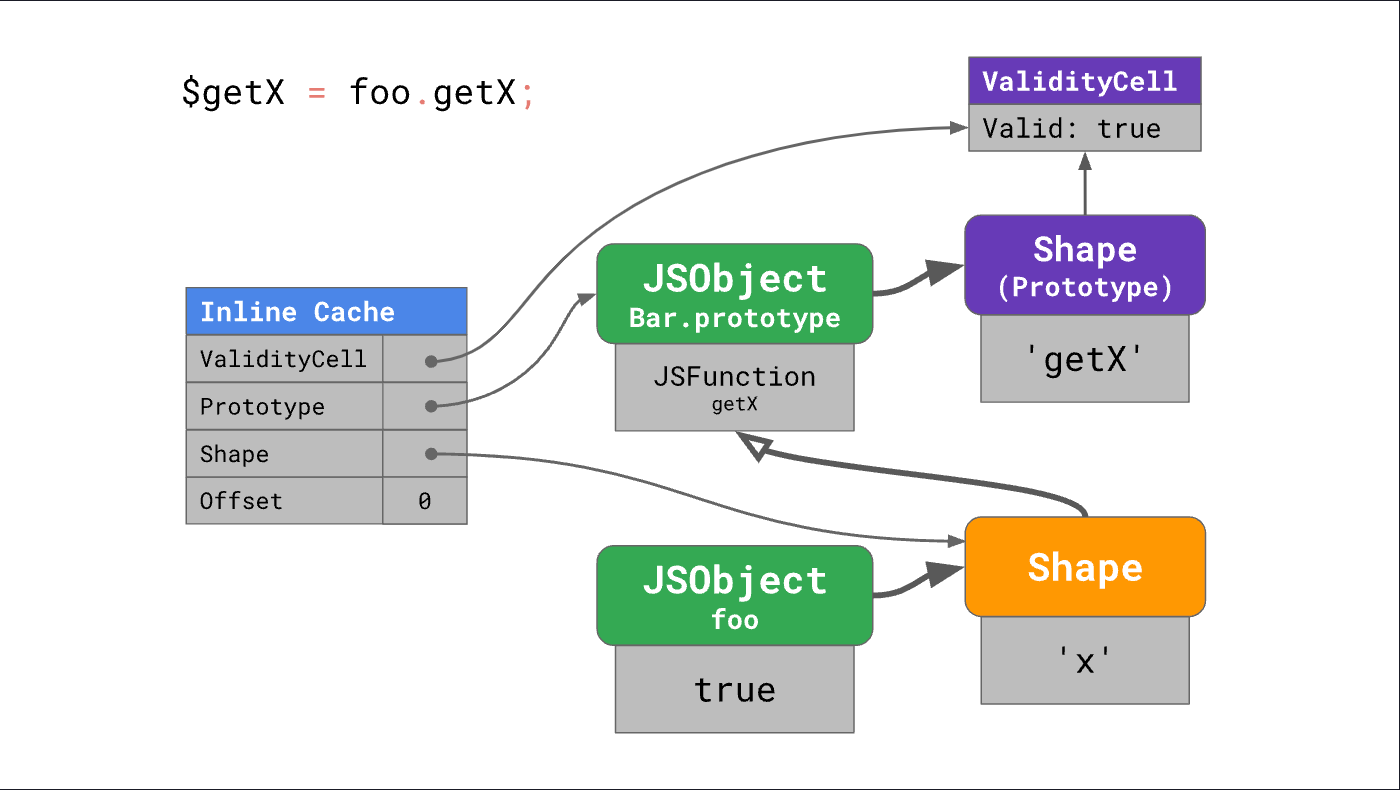 $getX = foo.getX;
ValidityCell
Valid: true
Shape
(Prototype)
'getX'
JSObject
Bar.prototype
JSFunction
getX
Inline Cache
ValidityCell
Prototype
Shape
Offset 0
JSObject
foo
true
Shape
'x'